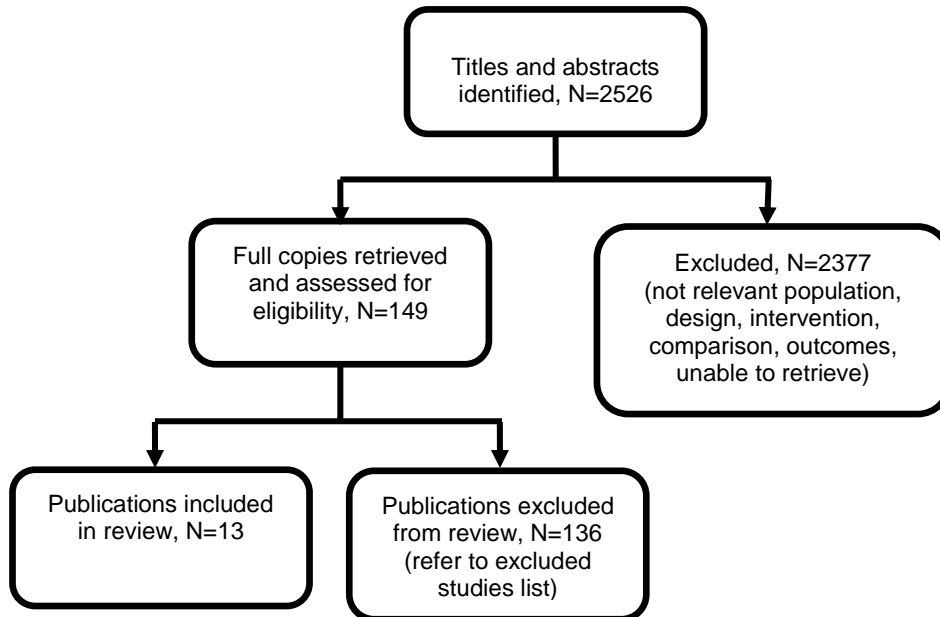 Titles and abstracts
identified, N=2526
Full copies retrieved
and assessed for
eligibility, N=149
Excluded, N=2377
(not relevant population,
design, intervention,
comparison, outcomes,
unable to retrieve)
Publications included
in review, N=13
Publications excluded
from review, N=136
(refer to excluded
studies list)